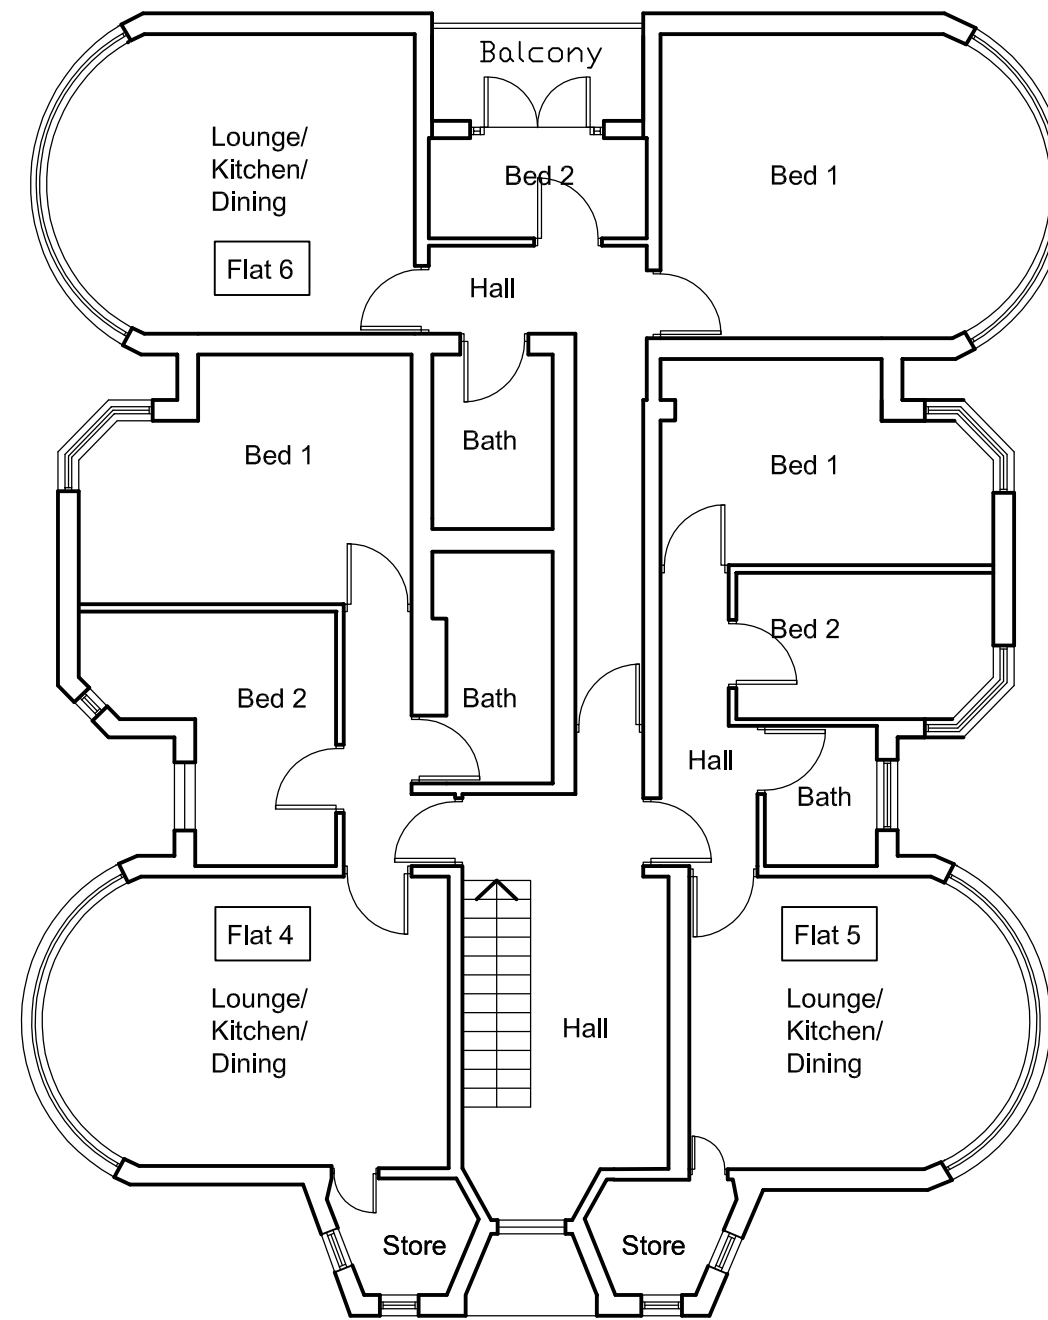 Balcony
Lounge/
Kitchen/
Dining
Bed 2
Bed 1
Flat 6
Hall
Bed 1
Bath
Bed 1
Bed 2
Bed 2
Bath
Hall
Bath
Flat 4
Flat 5
Lounge/
Kitchen/
Dining
Hall
Lounge/
Kitchen/
Dining
Store
Store